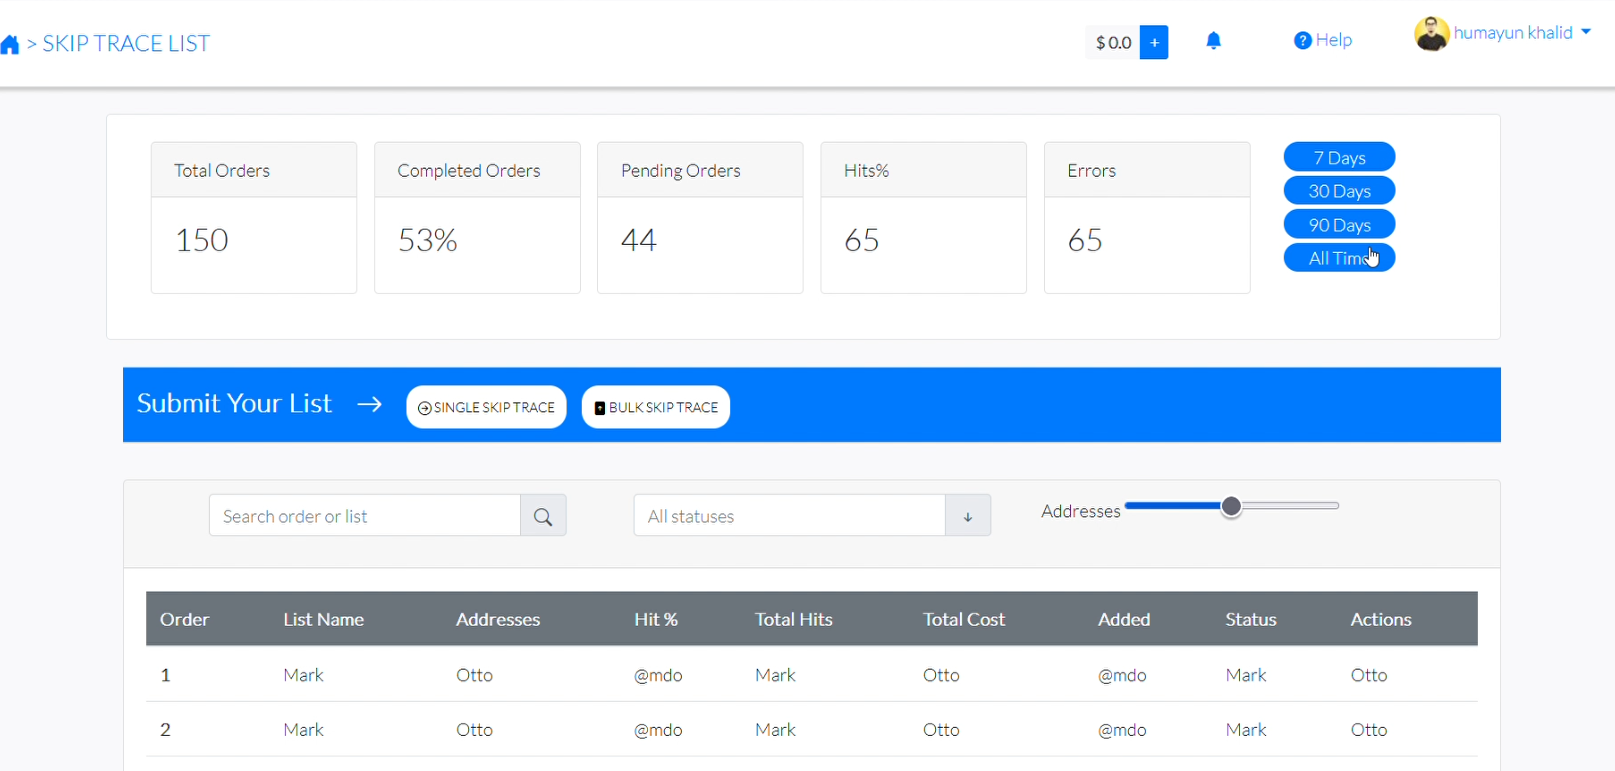 > SKIP TRACE LIST
$ 0.0 +
? Help
humayun khalid
Total Orders
150
Completed Orders
53%
Pending Orders
44
Hits%
65
Errors
65
7 Days
30 Days
90 Days
All Time
Submit Your List →
SINGLE SKIP TRACE
BULK SKIP TRACE
Search order or list
All statuses ↓
Addresses
Order List Name Addresses Hit % Total Hits Total Cost Added Status Actions
1 Mark Otto @mdo Mark Otto @mdo Mark Otto
2 Mark Otto @mdo Mark Otto @mdo Mark Otto